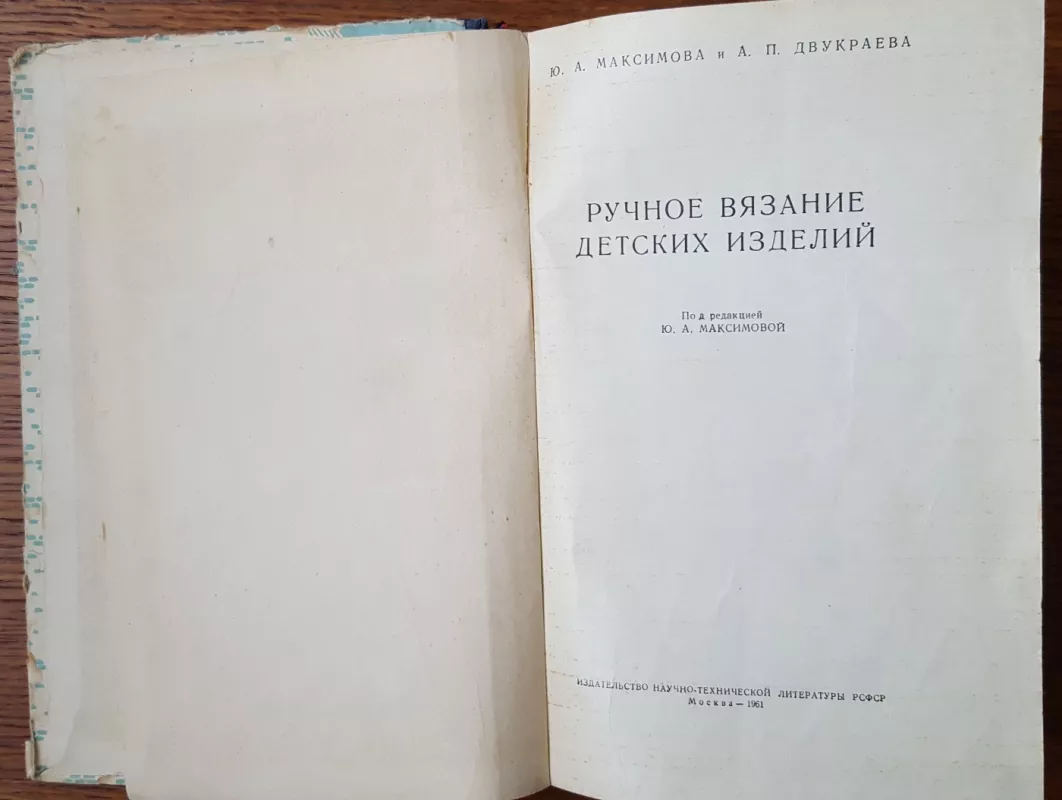 Ю. А. МАКСИМОВА и А. П. ДВУКРАЕВА
РУЧНОЕ ВЯЗАНИЕ
ДЕТСКИХ ИЗДЕЛИЙ
Под редакцией
Ю. А. МАКСИМОВОЙ
ИЗДАТЕЛЬСТВО НАУЧНО-ТЕХНИЧЕСКОЙ ЛИТЕРАТУРЫ РСФСР
Москва — 1961